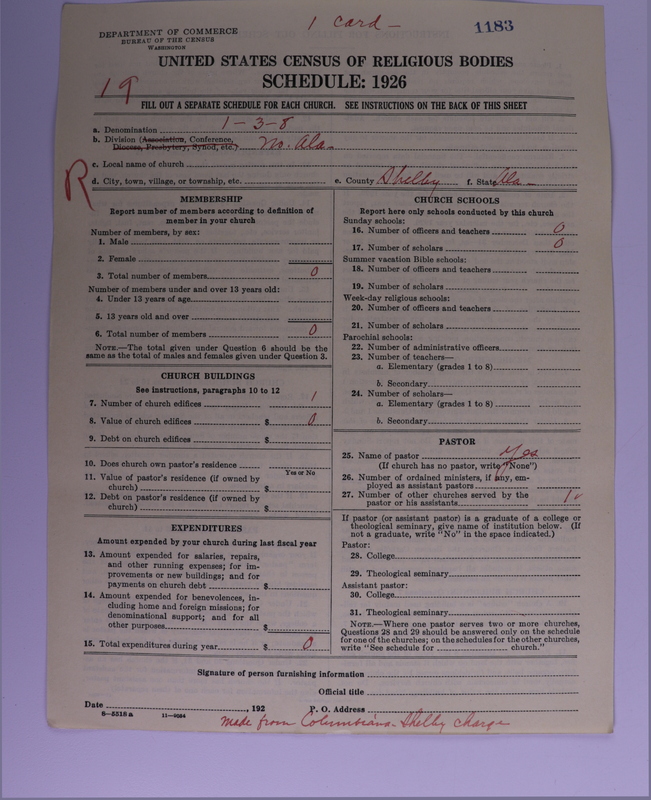 1 Card –
1183
DEPARTMENT OF COMMERCE
BUREAU OF THE CENSUS
WASHINGTON
UNITED STATES CENSUS OF RELIGIOUS BODIES
SCHEDULE: 1926
19
FILL OUT A SEPARATE SCHEDULE FOR EACH CHURCH. SEE INSTRUCTIONS ON THE BACK OF THIS SHEET
a. Denomination 1-3-8
b. Division (Association, Conference, Diocese, Presbytery, Synod, etc.) No. Ala.
c. Local name of church
R
d. City, town, village, or township, etc. e. County Shelby f. State Ala –
MEMBERSHIP
Report number of members according to definition of
member in your church
Number of members, by sex:
1. Male
2. Female
3. Total number of members 0
Number of members under and over 13 years old:
4. Under 13 years of age
5. 13 years old and over
6. Total number of members 0
NOTE.—The total given under Question 6 should be the
same as the total of males and females given under Question 3.
CHURCH BUILDINGS
See instructions, paragraphs 10 to 12
7. Number of church edifices 1
8. Value of church edifices $ 0
9. Debt on church edifices $
10. Does church own pastor's residence
Yes or No
11. Value of pastor's residence (if owned by
church) $
12. Debt on pastor's residence (if owned by
church) $
EXPENDITURES
Amount expended by your church during last fiscal year
13. Amount expended for salaries, repairs,
and other running expenses; for im-
provements or new buildings; and for
payments on church debt $
14. Amount expended for benevolences, in-
cluding home and foreign missions; for
denominational support; and for all
other purposes $
15. Total expenditures during year $ 0
CHURCH SCHOOLS
Report here only schools conducted by this church
Sunday schools:
16. Number of officers and teachers 0
17. Number of scholars 0
Summer vacation Bible schools:
18. Number of officers and teachers
19. Number of scholars
Week-day religious schools:
20. Number of officers and teachers
21. Number of scholars
Parochial schools:
22. Number of administrative officers
23. Number of teachers—
a. Elementary (grades 1 to 8)
b. Secondary
24. Number of scholars—
a. Elementary (grades 1 to 8)
b. Secondary
PASTOR
25. Name of pastor Yes
(If church has no pastor, write "None")
26. Number of ordained ministers, if any, em-
ployed as assistant pastors
27. Number of other churches served by the
pastor or his assistants
If pastor (or assistant pastor) is a graduate of a college or
theological seminary, give name of institution below. (If
not a graduate, write "No" in the space indicated.)
Pastor:
28. College
29. Theological seminary
Assistant pastor:
30. College
31. Theological seminary
NOTE.—Where one pastor serves two or more churches,
Questions 28 and 29 should be answered only on the schedule
for one of the churches; on the schedules for the other churches,
write "See schedule for church."
Signature of person furnishing information
Official title
Date , 192 P. O. Address
8—5518 a 11—9034
made from Columbiana-Shelby charge